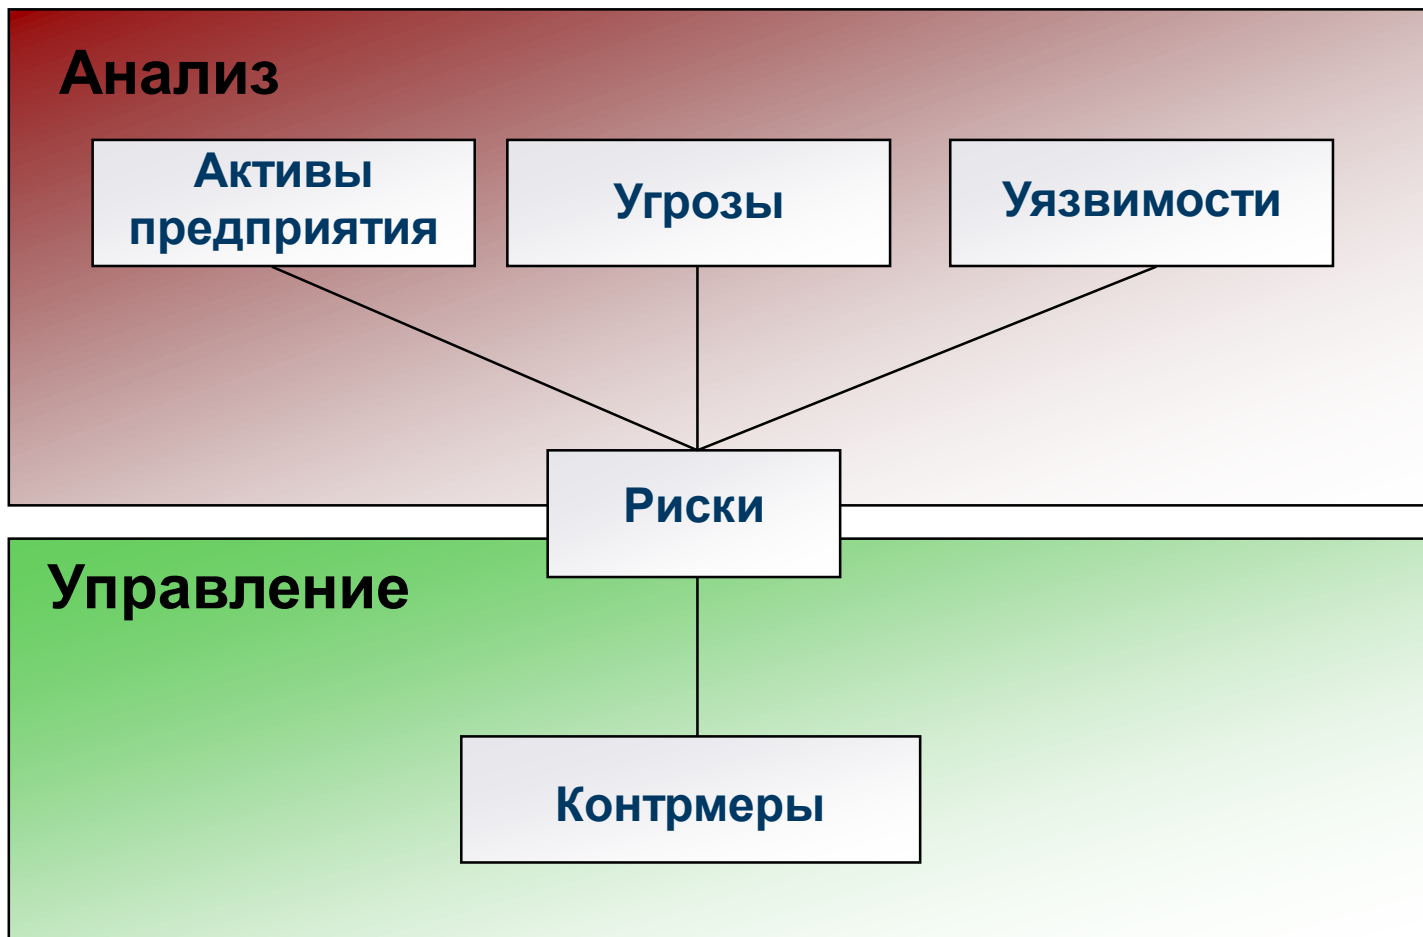 Анализ
Активы
предприятия
Угрозы
Уязвимости
Риски
Управление
Контрмеры